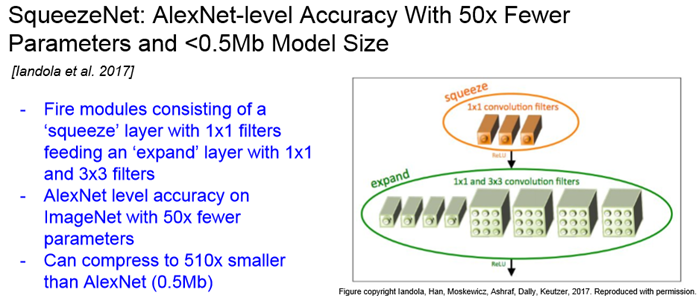 SqueezeNet: AlexNet-level Accuracy With 50x Fewer
Parameters and <0.5Mb Model Size
[Iandola et al. 2017]
- Fire modules consisting of a
'squeeze' layer with 1x1 filters
feeding an 'expand' layer with 1x1
and 3x3 filters
- AlexNet level accuracy on
ImageNet with 50x fewer
parameters
- Can compress to 510x smaller
than AlexNet (0.5Mb)
squeeze
1x1 convolution filters
ReLU
expand
1x1 and 3x3 convolution filters
ReLU
Figure copyright Iandola, Han, Moskewicz, Ashraf, Dally, Keutzer, 2017. Reproduced with permission.